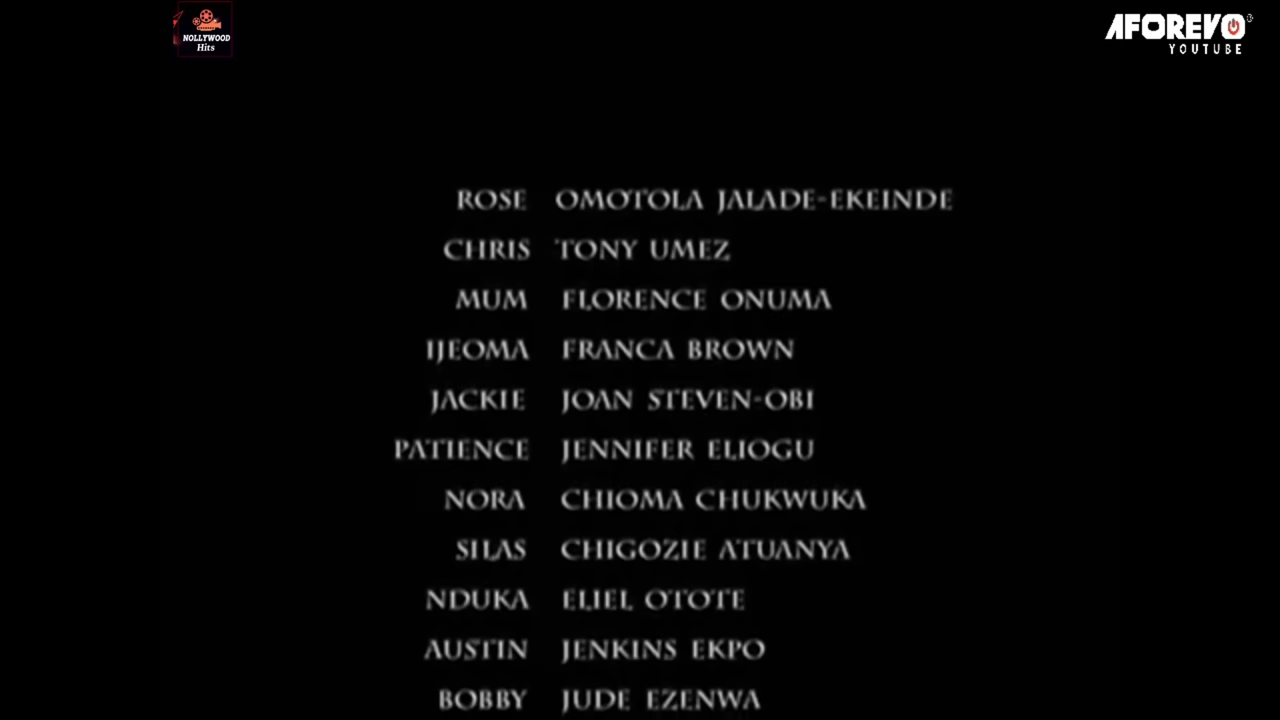 NOLLYWOOD
Hits
AFOREVO
YOUTUBE
ROSE OMOTOLA JALADE-EKEINDE
CHRIS TONY UMEZ
MUM FLORENCE ONUMA
IJEOMA FRANCA BROWN
JACKIE JOAN STEVEN-OBI
PATIENCE JENNIFER ELIOGU
NORA CHIOMA CHUKWUKA
SILAS CHIGOZIE ATUANYA
NDUKA ELIEL OTOTE
AUSTIN JENKINS EKPO
BOBBY JUDE EZENWA